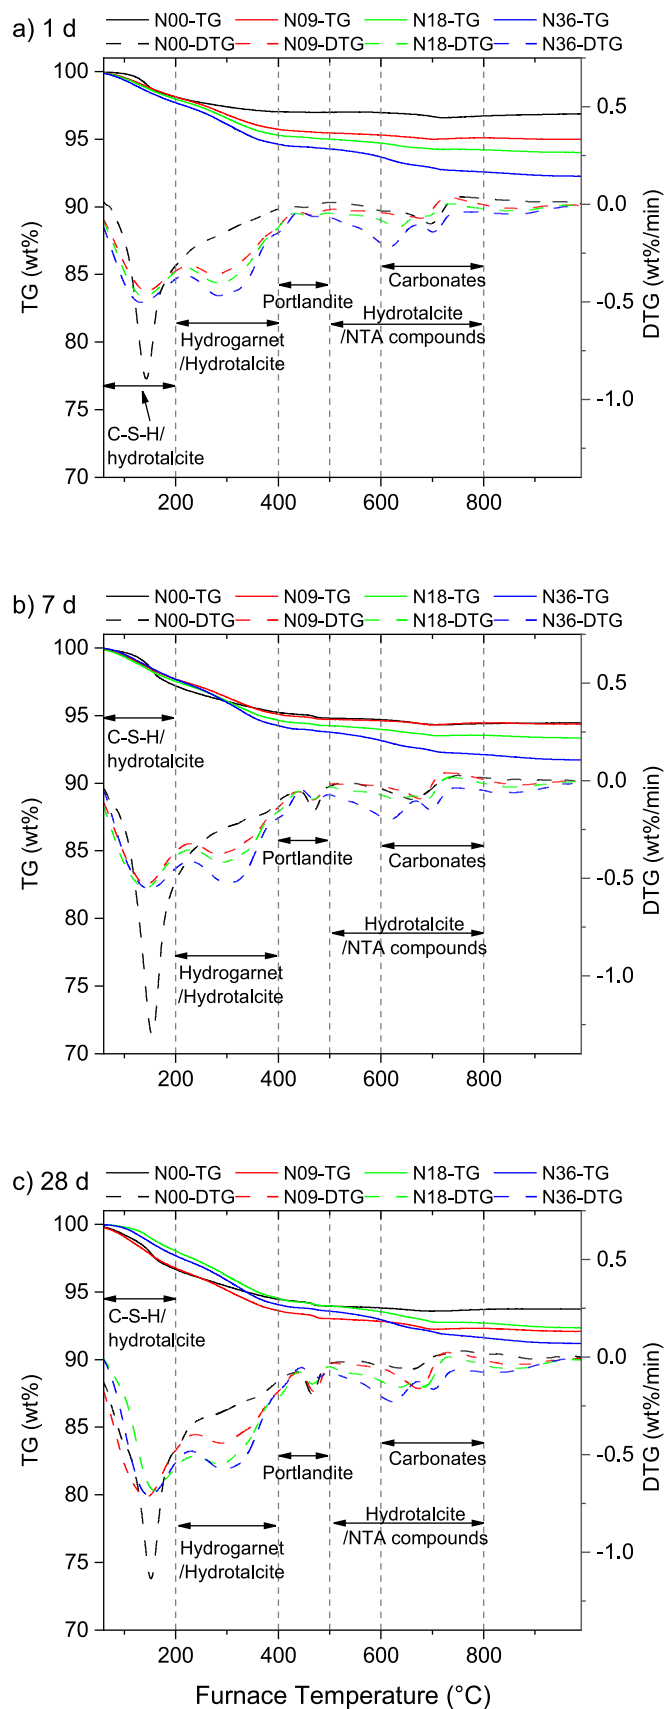 a) 1 d
N00-TG N09-TG N18-TG N36-TG
N00-DTG N09-DTG N18-DTG N36-DTG
100
95
90
85
80
75
70
TG (wt%)
0.5
0.0
-0.5
-1.0
DTG (wt%/min)
Carbonates
Portlandite
Hydrotalcite
/NTA compounds
Hydrogarnet
/Hydrotalcite
C-S-H/
hydrotalcite
200 400 600 800
b) 7 d
N00-TG N09-TG N18-TG N36-TG
N00-DTG N09-DTG N18-DTG N36-DTG
100
95
90
85
80
75
70
TG (wt%)
0.5
0.0
-0.5
-1.0
DTG (wt%/min)
C-S-H/
hydrotalcite
Portlandite
Carbonates
Hydrotalcite
/NTA compounds
Hydrogarnet
/Hydrotalcite
200 400 600 800
c) 28 d
N00-TG N09-TG N18-TG N36-TG
N00-DTG N09-DTG N18-DTG N36-DTG
100
95
90
85
80
75
70
TG (wt%)
0.5
0.0
-0.5
-1.0
DTG (wt%/min)
C-S-H/
hydrotalcite
Portlandite
Carbonates
Hydrotalcite
/NTA compounds
Hydrogarnet
/Hydrotalcite
200 400 600 800
Furnace Temperature (°C)